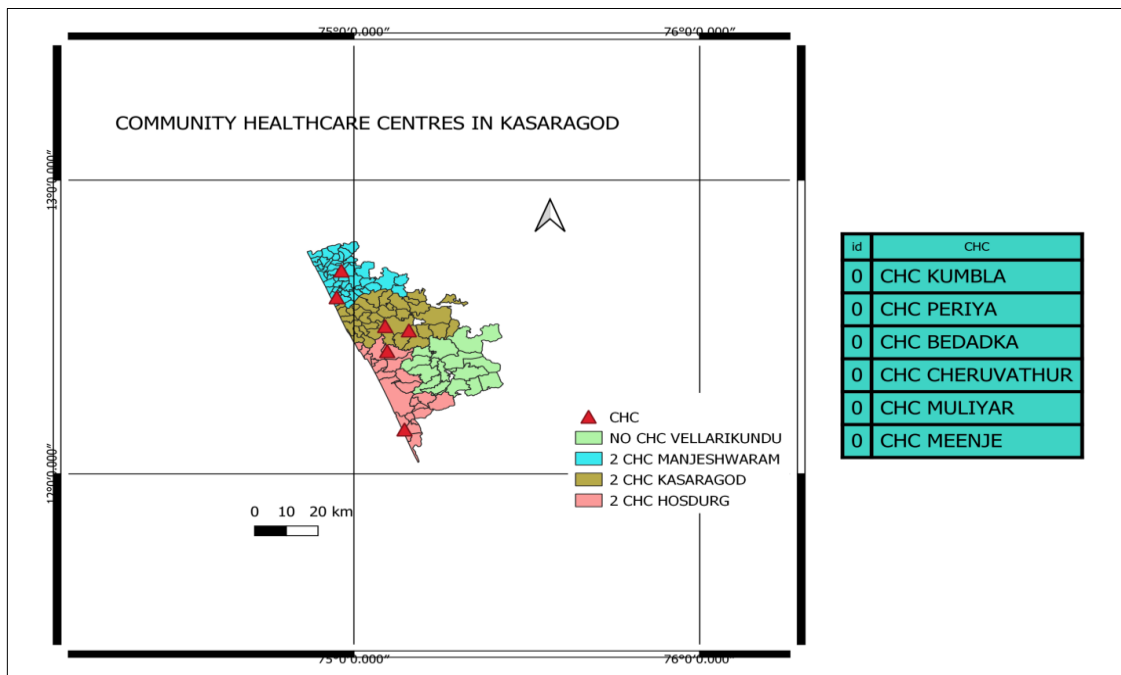 75°0'0.000" 76°0'0.000"
COMMUNITY HEALTHCARE CENTRES IN KASARAGOD
13°0'0.000"
12°0'0.000"
0 10 20 km
CHC
NO CHC VELLARIKUNDU
2 CHC MANJESHWARAM
2 CHC KASARAGOD
2 CHC HOSDURG
75°0'0.000" 76°0'0.000"
id CHC
0 CHC KUMBLA
0 CHC PERIYA
0 CHC BEDADKA
0 CHC CHERUVATHUR
0 CHC MULIYAR
0 CHC MEENJE